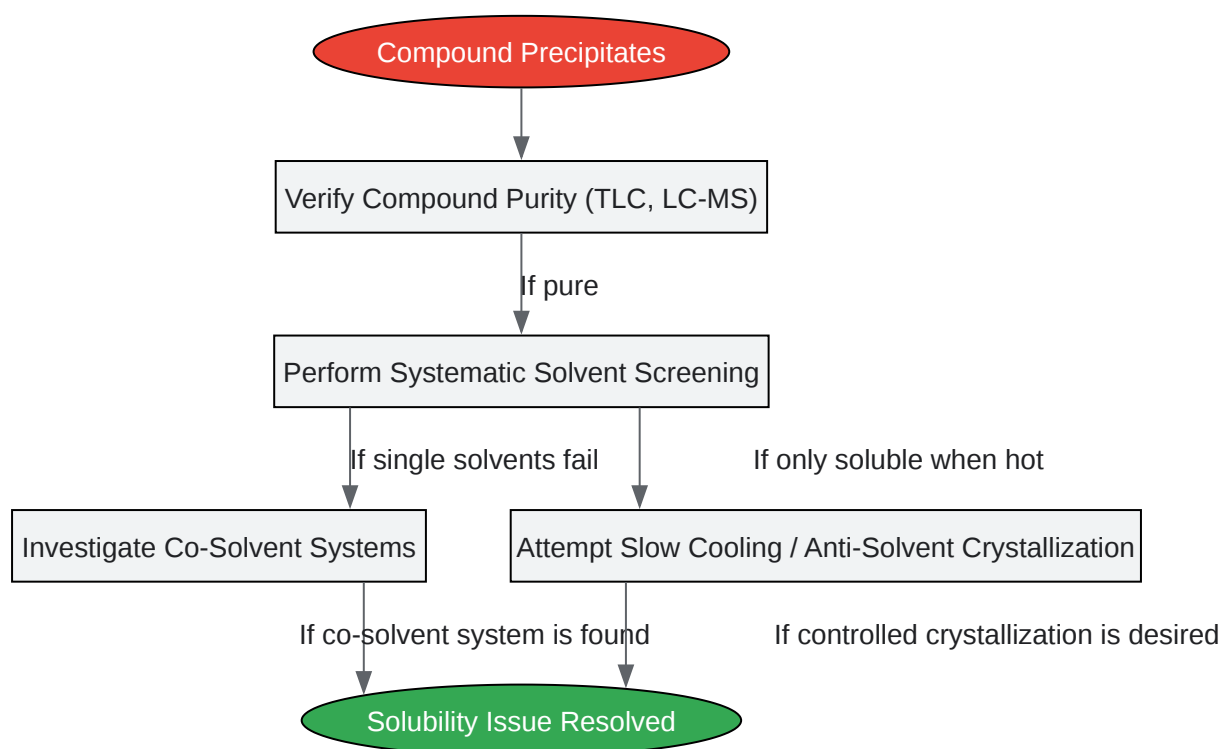 Compound Precipitates
Verify Compound Purity (TLC, LC-MS)
If pure
Perform Systematic Solvent Screening
If single solvents fail
If only soluble when hot
Investigate Co-Solvent Systems
Attempt Slow Cooling / Anti-Solvent Crystallization
If co-solvent system is found
If controlled crystallization is desired
Solubility Issue Resolved